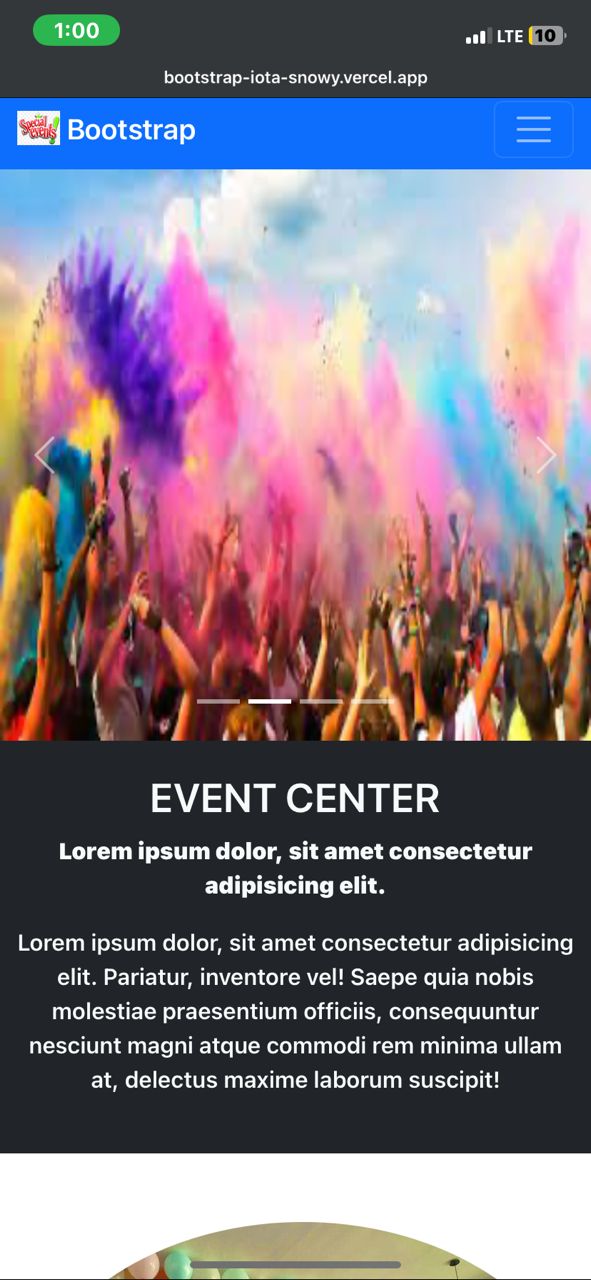 1:00
LTE 10
bootstrap-iota-snowy.vercel.app
Special Events!
Bootstrap
EVENT CENTER
Lorem ipsum dolor, sit amet consectetur
adipisicing elit.
Lorem ipsum dolor, sit amet consectetur adipisicing
elit. Pariatur, inventore vel! Saepe quia nobis
molestiae praesentium officiis, consequuntur
nesciunt magni atque commodi rem minima ullam
at, delectus maxime laborum suscipit!